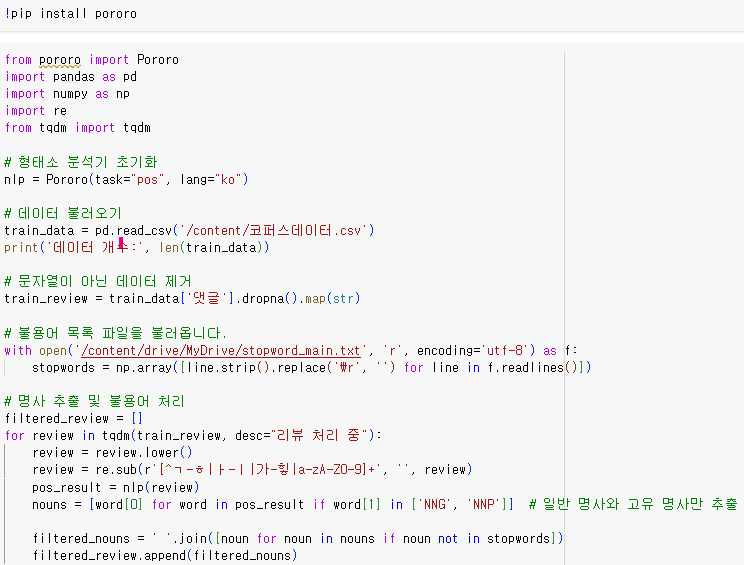 !pip install pororo
from pororo import Pororo
import pandas as pd
import numpy as np
import re
from tqdm import tqdm
# 형태소 분석기 초기화
nlp = Pororo(task="pos", lang="ko")
# 데이터 불러오기
train_data = pd.read_csv('/content/코퍼스데이터.csv')
print('데이터 개수:', len(train_data))
# 문자열이 아닌 데이터 제거
train_review = train_data['댓글'].dropna().map(str)
# 불용어 목록 파일을 불러옵니다.
with open('/content/drive/MyDrive/stopword_main.txt', 'r', encoding='utf-8') as f:
    stopwords = np.array([line.strip().replace('₩r', '') for line in f.readlines()])
# 명사 추출 및 불용어 처리
filtered_review = []
for review in tqdm(train_review, desc="리뷰 처리 중"):
    review = review.lower()
    review = re.sub(r'[^ㄱ-ㅎ|ㅏ-ㅣ|가-힣|a-zA-Z0-9]+', '', review)
    pos_result = nlp(review)
    nouns = [word[0] for word in pos_result if word[1] in ['NNG', 'NNP']]  # 일반 명사와 고유 명사만 추출
    filtered_nouns = ' '.join([noun for noun in nouns if noun not in stopwords])
    filtered_review.append(filtered_nouns)